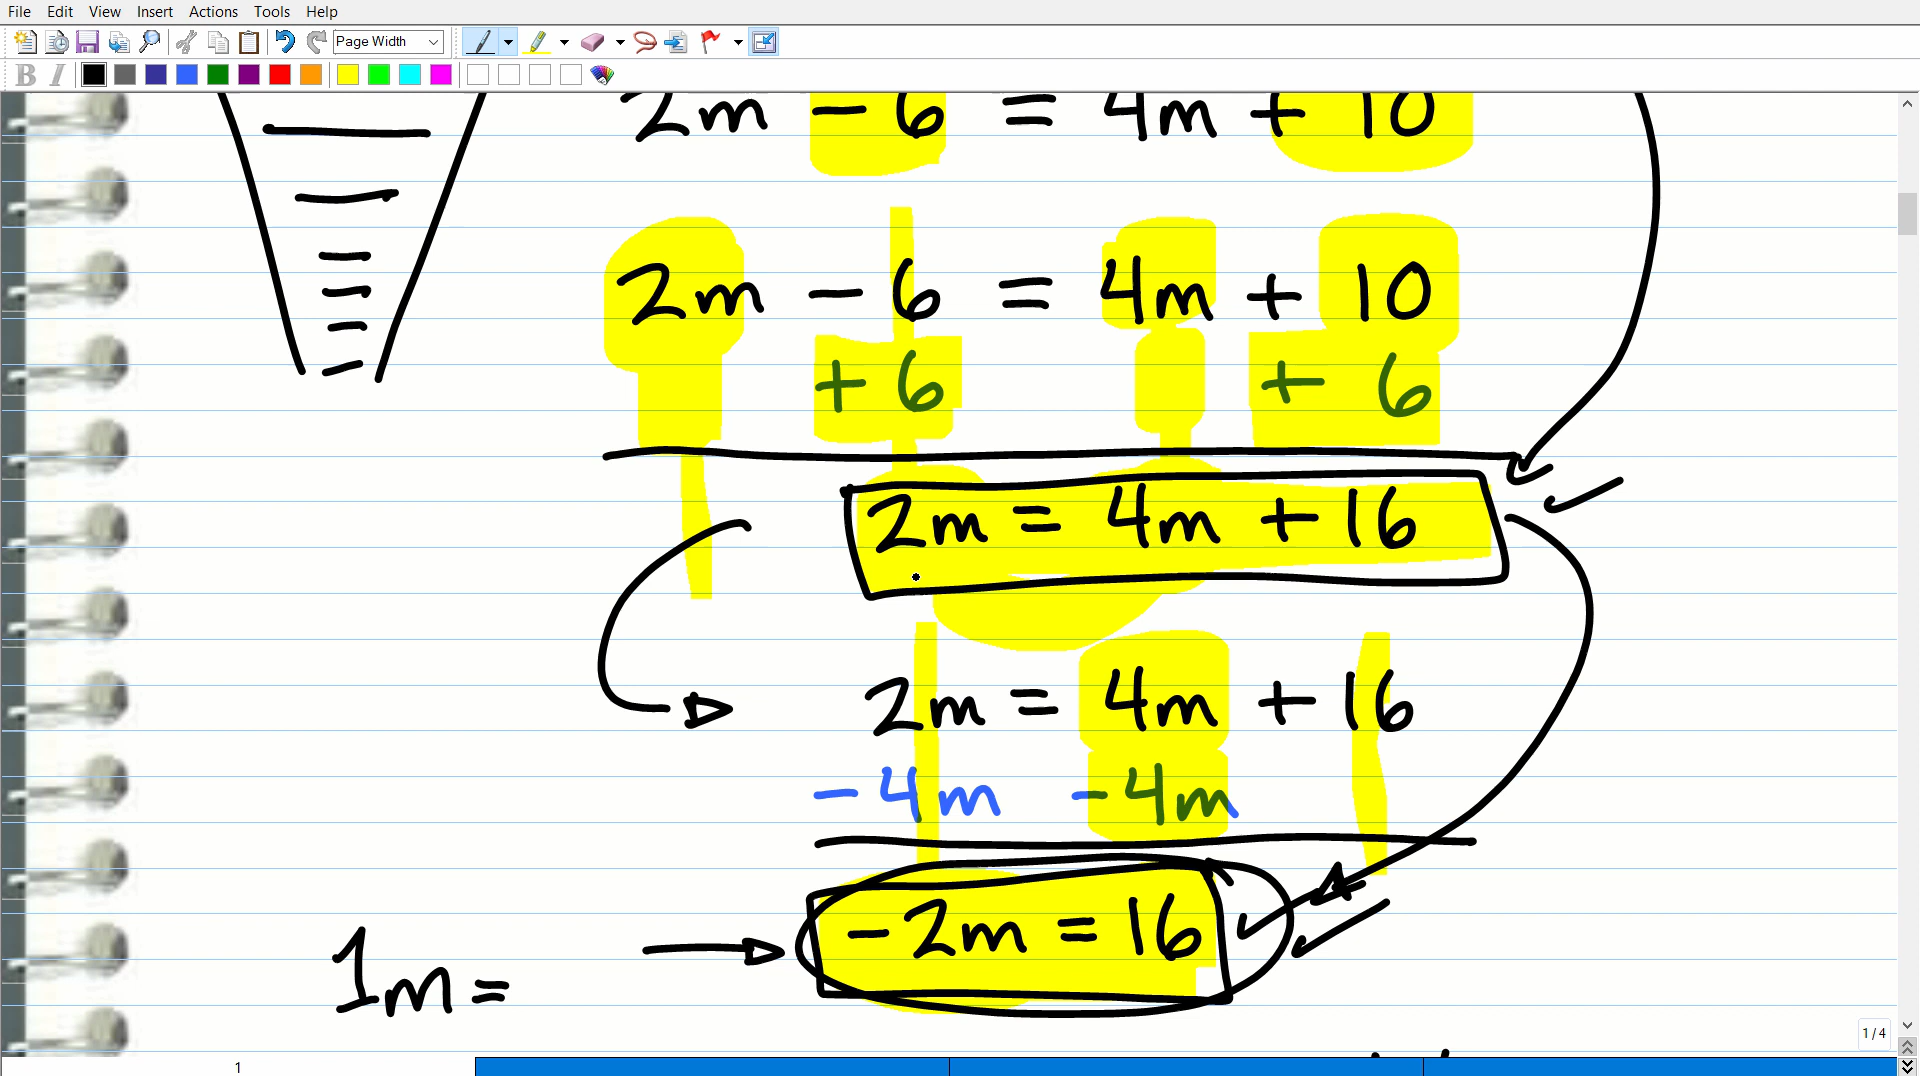 File Edit View Insert Actions Tools Help
Page Width
B I
2m - 6 = 4m + 10
2m - 6 = 4m + 10
+ 6 + 6
2m = 4m + 16
2m = 4m + 16
- 4m - 4m
- 2m = 16
1m =
1 / 4
1